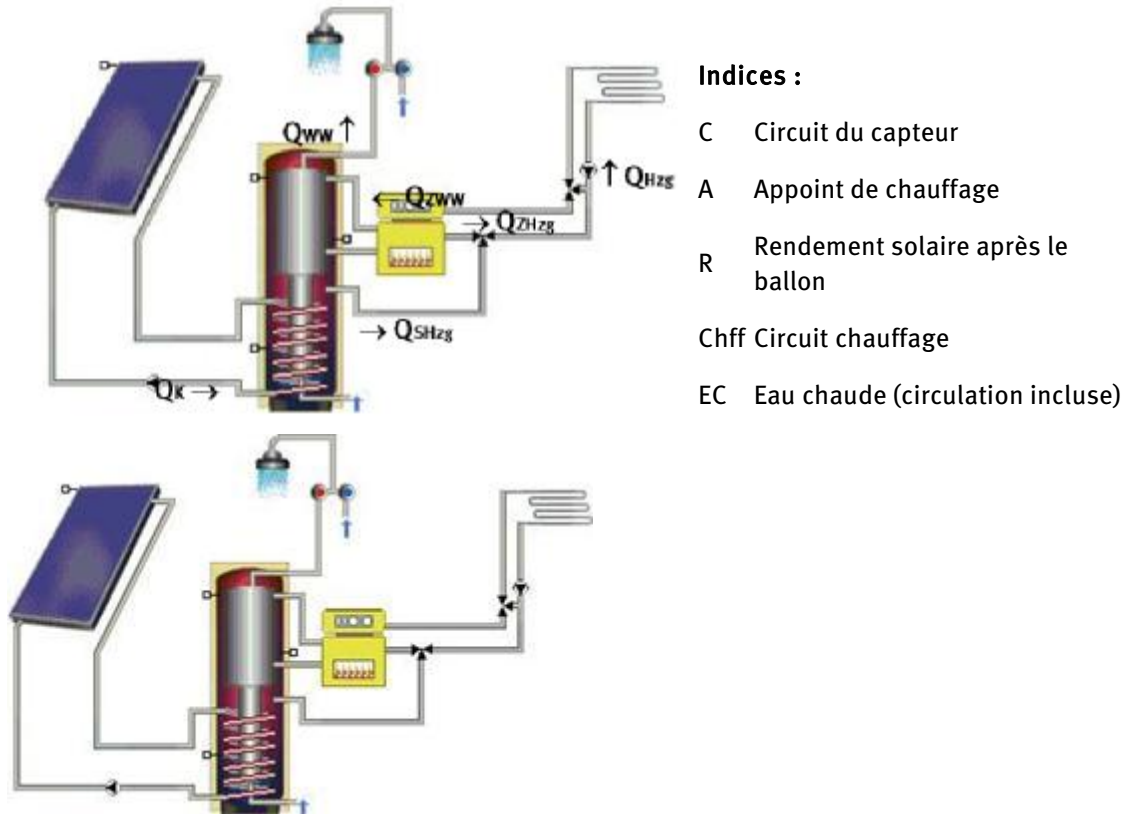 Qww ↑
QZWW
→ QZHzg
↑ QHzg
→ QSHzg
QK →
Indices :
C Circuit du capteur
A Appoint de chauffage
R Rendement solaire après le
ballon
Chff Circuit chauffage
EC Eau chaude (circulation incluse)